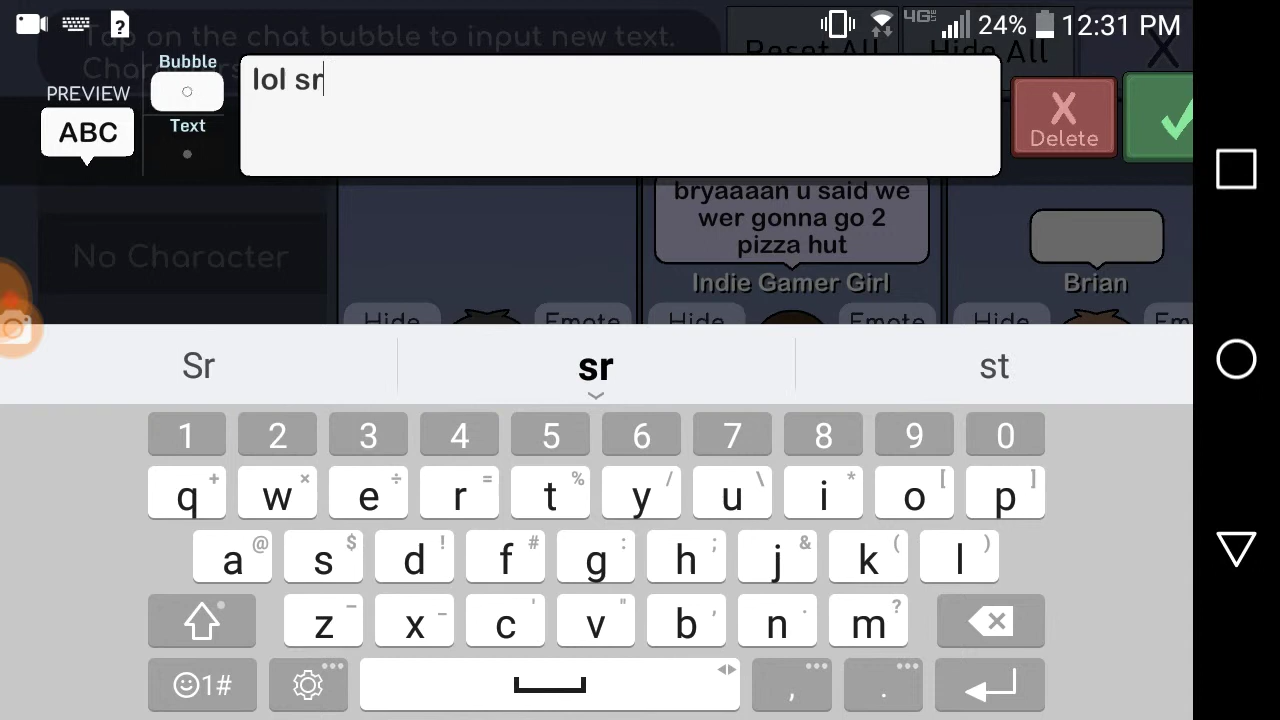 4G LTE 24% 12:31 PM
Tap on the chat bubble to input new text.
Reset All
Hide All
X
Bubble
PREVIEW
ABC
Text
lol sr
X
Delete
No Character
bryaaaan u said we
wer gonna go 2
pizza hut
Indie Gamer Girl
Brian
Hide
Emote
Hide
Emote
Hide
Sr
sr
st
1 2 3 4 5 6 7 8 9 0
q w e r t y u i o p
+ × ÷ = % / \ * [ ]
a s d f g h j k l
@ $ ! # : ; & ( )
z x c v b n m
1# , .